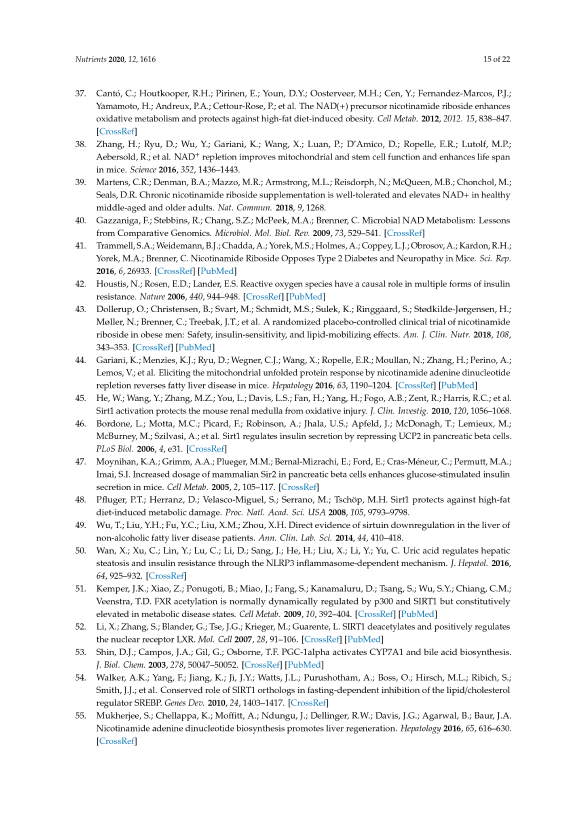 Nutrients 2020, 12, 1616
15 of 22
37. Cantó, C.; Houtkooper, R.H.; Pirinen, E.; Youn, D.Y.; Oosterveer, M.H.; Cen, Y.; Fernandez-Marcos, P.J.;
Yamamoto, H.; Andreux, P.A.; Cettour-Rose, P.; et al. The NAD(+) precursor nicotinamide riboside enhances
oxidative metabolism and protects against high-fat diet-induced obesity. Cell Metab. 2012, 2012. 15, 838–847.
[CrossRef]
38. Zhang, H.; Ryu, D.; Wu, Y.; Gariani, K.; Wang, X.; Luan, P.; D’Amico, D.; Ropelle, E.R.; Lutolf, M.P.;
Aebersold, R.; et al. NAD⁺ repletion improves mitochondrial and stem cell function and enhances life span
in mice. Science 2016, 352, 1436–1443.
39. Martens, C.R.; Denman, B.A.; Mazzo, M.R.; Armstrong, M.L.; Reisdorph, N.; McQueen, M.B.; Chonchol, M.;
Seals, D.R. Chronic nicotinamide riboside supplementation is well-tolerated and elevates NAD+ in healthy
middle-aged and older adults. Nat. Commun. 2018, 9, 1268.
40. Gazzaniga, F.; Stebbins, R.; Chang, S.Z.; McPeek, M.A.; Brenner, C. Microbial NAD Metabolism: Lessons
from Comparative Genomics. Microbiol. Mol. Biol. Rev. 2009, 73, 529–541. [CrossRef]
41. Trammell, S.A.; Weidemann, B.J.; Chadda, A.; Yorek, M.S.; Holmes, A.; Coppey, L.J.; Obrosov, A.; Kardon, R.H.;
Yorek, M.A.; Brenner, C. Nicotinamide Riboside Opposes Type 2 Diabetes and Neuropathy in Mice. Sci. Rep.
2016, 6, 26933. [CrossRef] [PubMed]
42. Houstis, N.; Rosen, E.D.; Lander, E.S. Reactive oxygen species have a causal role in multiple forms of insulin
resistance. Nature 2006, 440, 944–948. [CrossRef] [PubMed]
43. Dollerup, O.; Christensen, B.; Svart, M.; Schmidt, M.S.; Sulek, K.; Ringgaard, S.; Stødkilde-Jørgensen, H.;
Møller, N.; Brenner, C.; Treebak, J.T.; et al. A randomized placebo-controlled clinical trial of nicotinamide
riboside in obese men: Safety, insulin-sensitivity, and lipid-mobilizing effects. Am. J. Clin. Nutr. 2018, 108,
343–353. [CrossRef] [PubMed]
44. Gariani, K.; Menzies, K.J.; Ryu, D.; Wegner, C.J.; Wang, X.; Ropelle, E.R.; Moullan, N.; Zhang, H.; Perino, A.;
Lemos, V.; et al. Eliciting the mitochondrial unfolded protein response by nicotinamide adenine dinucleotide
repletion reverses fatty liver disease in mice. Hepatology 2016, 63, 1190–1204. [CrossRef] [PubMed]
45. He, W.; Wang, Y.; Zhang, M.Z.; You, L.; Davis, L.S.; Fan, H.; Yang, H.; Fogo, A.B.; Zent, R.; Harris, R.C.; et al.
Sirt1 activation protects the mouse renal medulla from oxidative injury. J. Clin. Investig. 2010, 120, 1056–1068.
46. Bordone, L.; Motta, M.C.; Picard, F.; Robinson, A.; Jhala, U.S.; Apfeld, J.; McDonagh, T.; Lemieux, M.;
McBurney, M.; Szilvasi, A.; et al. Sirt1 regulates insulin secretion by repressing UCP2 in pancreatic beta cells.
PLoS Biol. 2006, 4, e31. [CrossRef]
47. Moynihan, K.A.; Grimm, A.A.; Plueger, M.M.; Bernal-Mizrachi, E.; Ford, E.; Cras-Méneur, C.; Permutt, M.A.;
Imai, S.I. Increased dosage of mammalian Sir2 in pancreatic beta cells enhances glucose-stimulated insulin
secretion in mice. Cell Metab. 2005, 2, 105–117. [CrossRef]
48. Pfluger, P.T.; Herranz, D.; Velasco-Miguel, S.; Serrano, M.; Tschöp, M.H. Sirt1 protects against high-fat
diet-induced metabolic damage. Proc. Natl. Acad. Sci. USA 2008, 105, 9793–9798.
49. Wu, T.; Liu, Y.H.; Fu, Y.C.; Liu, X.M.; Zhou, X.H. Direct evidence of sirtuin downregulation in the liver of
non-alcoholic fatty liver disease patients. Ann. Clin. Lab. Sci. 2014, 44, 410–418.
50. Wan, X.; Xu, C.; Lin, Y.; Lu, C.; Li, D.; Sang, J.; He, H.; Liu, X.; Li, Y.; Yu, C. Uric acid regulates hepatic
steatosis and insulin resistance through the NLRP3 inflammasome-dependent mechanism. J. Hepatol. 2016,
64, 925–932. [CrossRef]
51. Kemper, J.K.; Xiao, Z.; Ponugoti, B.; Miao, J.; Fang, S.; Kanamaluru, D.; Tsang, S.; Wu, S.Y.; Chiang, C.M.;
Veenstra, T.D. FXR acetylation is normally dynamically regulated by p300 and SIRT1 but constitutively
elevated in metabolic disease states. Cell Metab. 2009, 10, 392–404. [CrossRef] [PubMed]
52. Li, X.; Zhang, S.; Blander, G.; Tse, J.G.; Krieger, M.; Guarente, L. SIRT1 deacetylates and positively regulates
the nuclear receptor LXR. Mol. Cell 2007, 28, 91–106. [CrossRef] [PubMed]
53. Shin, D.J.; Campos, J.A.; Gil, G.; Osborne, T.F. PGC-1alpha activates CYP7A1 and bile acid biosynthesis.
J. Biol. Chem. 2003, 278, 50047–50052. [CrossRef] [PubMed]
54. Walker, A.K.; Yang, F.; Jiang, K.; Ji, J.Y.; Watts, J.L.; Purushotham, A.; Boss, O.; Hirsch, M.L.; Ribich, S.;
Smith, J.J.; et al. Conserved role of SIRT1 orthologs in fasting-dependent inhibition of the lipid/cholesterol
regulator SREBP. Genes Dev. 2010, 24, 1403–1417. [CrossRef]
55. Mukherjee, S.; Chellappa, K.; Moffitt, A.; Ndungu, J.; Dellinger, R.W.; Davis, J.G.; Agarwal, B.; Baur, J.A.
Nicotinamide adenine dinucleotide biosynthesis promotes liver regeneration. Hepatology 2016, 65, 616–630.
[CrossRef]